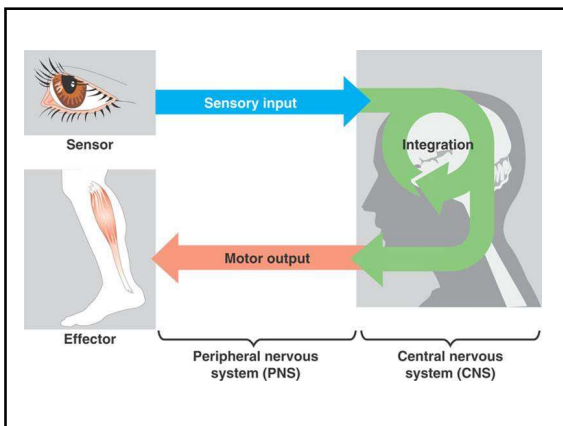 Sensory input
Sensor
Integration
Motor output
Effector
Peripheral nervous
system (PNS)
Central nervous
system (CNS)